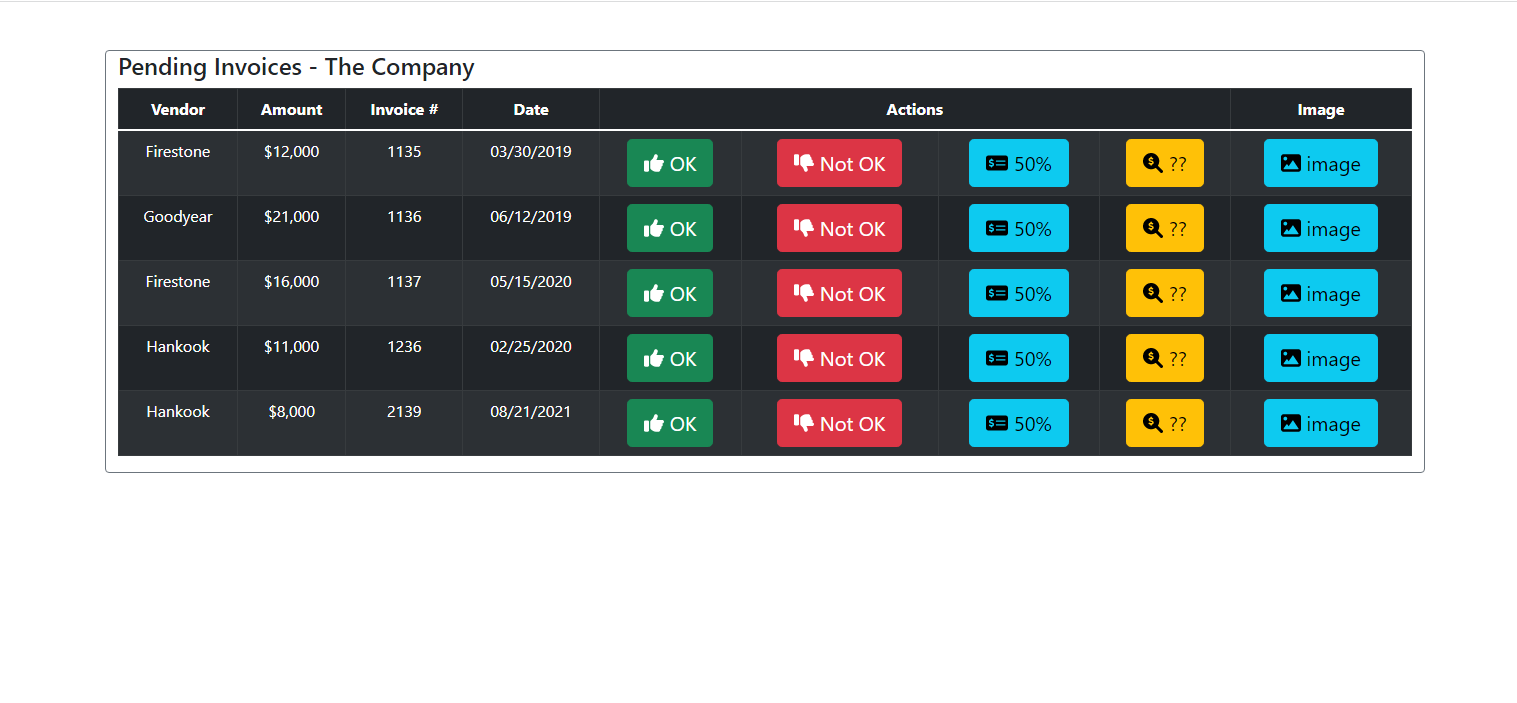 Pending Invoices - The Company
Vendor Amount Invoice # Date Actions Image
Firestone $12,000 1135 03/30/2019 OK Not OK 50% ?? image
Goodyear $21,000 1136 06/12/2019 OK Not OK 50% ?? image
Firestone $16,000 1137 05/15/2020 OK Not OK 50% ?? image
Hankook $11,000 1236 02/25/2020 OK Not OK 50% ?? image
Hankook $8,000 2139 08/21/2021 OK Not OK 50% ?? image